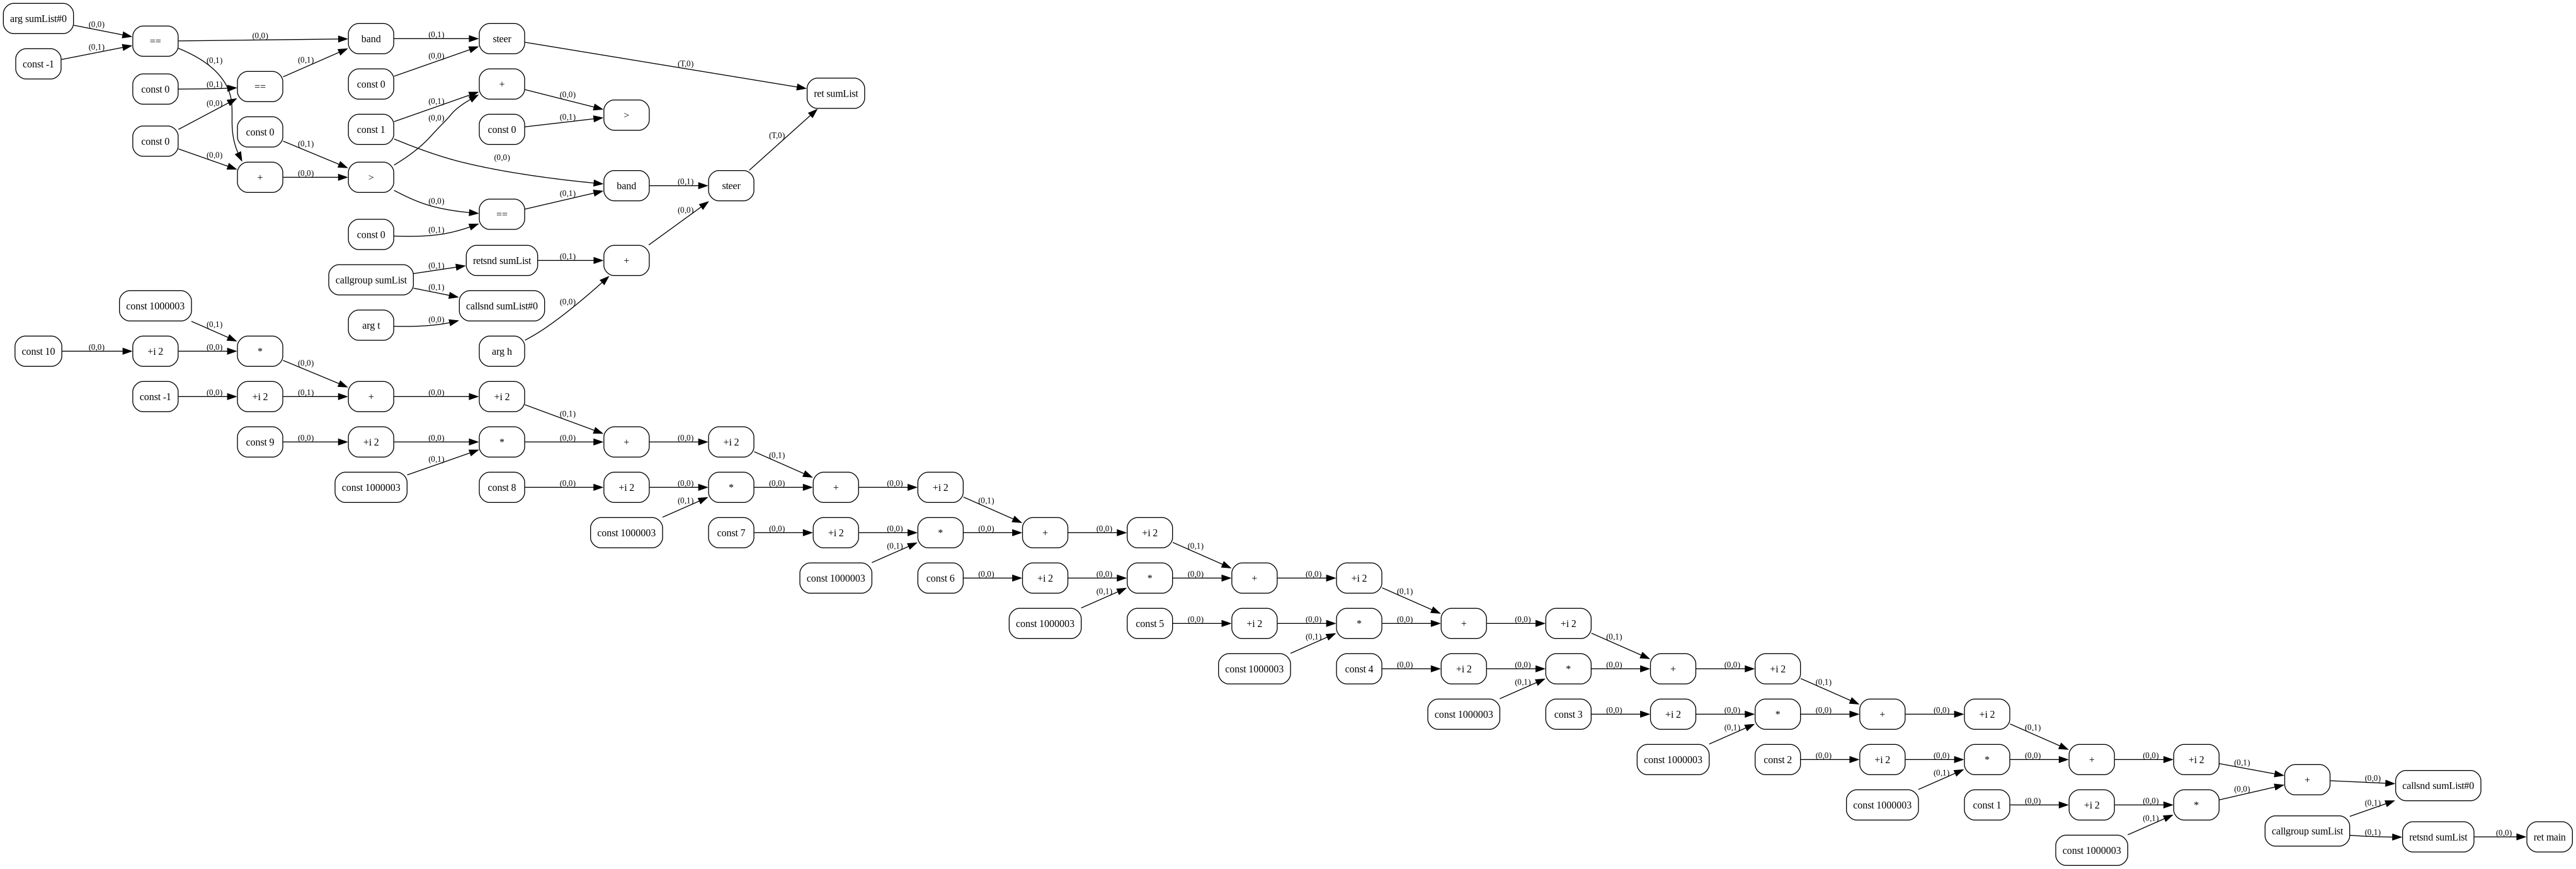 arg sumList#0
(0,0)
(0,1)
const -1
==
(0,0)
band
(0,1)
steer
(0,1)
(0,1)
(0,0)
(T,0)
const 0
(0,1)
==
const 0
+
(0,0)
ret sumList
(0,0)
const 0
const 0
(0,1)
const 1
(0,1)
(0,0)
const 0
(0,1)
>
(T,0)
(0,0)
+
(0,0)
>
(0,0)
(0,0)
==
(0,1)
band
(0,1)
steer
const 0
(0,1)
(0,0)
callgroup sumList
(0,1)
retsnd sumList
(0,1)
+
(0,1)
callsnd sumList#0
(0,0)
arg t
(0,0)
arg h
const 1000003
(0,1)
const 10
(0,0)
+i 2
(0,0)
*
(0,0)
const -1
(0,0)
+i 2
(0,1)
+
(0,0)
+i 2
(0,1)
const 9
(0,0)
+i 2
(0,0)
*
(0,0)
+
(0,0)
+i 2
(0,1)
const 1000003
(0,1)
const 8
(0,0)
+i 2
(0,0)
*
(0,0)
+
(0,0)
+i 2
(0,1)
const 1000003
(0,1)
const 7
(0,0)
+i 2
(0,0)
*
(0,0)
+
(0,0)
+i 2
(0,1)
const 1000003
(0,1)
const 6
(0,0)
+i 2
(0,0)
*
(0,0)
+
(0,0)
+i 2
(0,1)
const 1000003
(0,1)
const 5
(0,0)
+i 2
(0,0)
*
(0,0)
+
(0,0)
+i 2
(0,1)
const 1000003
(0,1)
const 4
(0,0)
+i 2
(0,0)
*
(0,0)
+
(0,0)
+i 2
(0,1)
const 1000003
(0,1)
const 3
(0,0)
+i 2
(0,0)
*
(0,0)
+
(0,0)
+i 2
(0,1)
const 1000003
(0,1)
const 2
(0,0)
+i 2
(0,0)
*
(0,0)
+
(0,0)
+i 2
(0,1)
+
(0,0)
callsnd sumList#0
const 1000003
(0,1)
const 1
(0,0)
+i 2
(0,0)
*
(0,0)
(0,1)
const 1000003
(0,1)
callgroup sumList
(0,1)
retsnd sumList
(0,0)
ret main